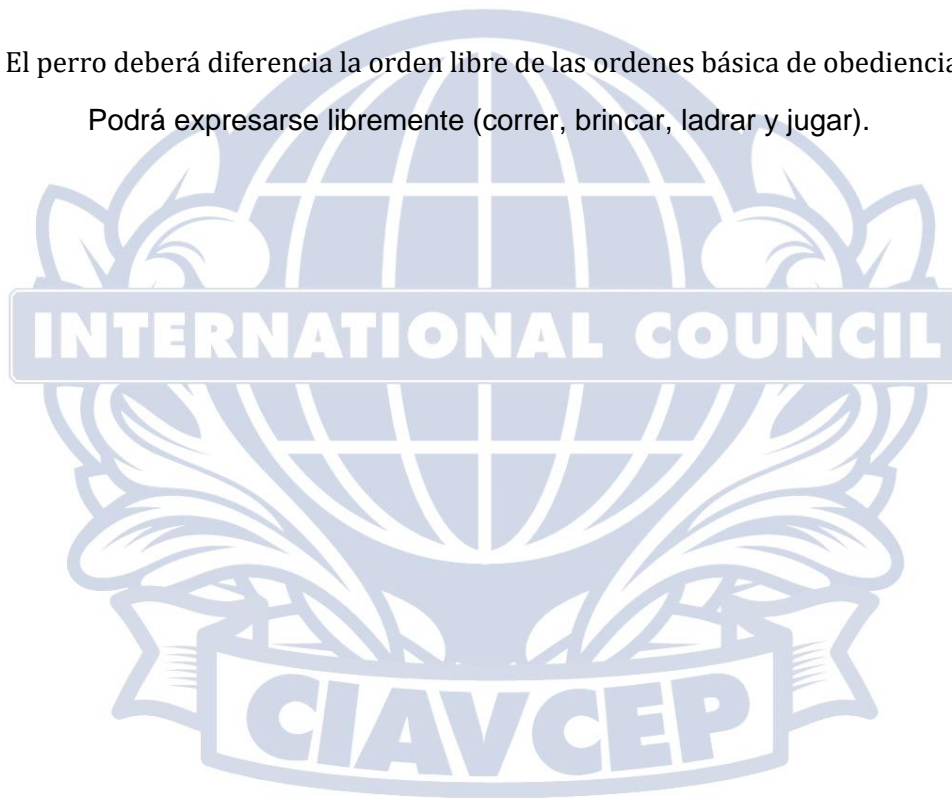 El perro deberá diferencia la orden libre de las ordenes básica de obediencia
Podrá expresarse libremente (correr, brincar, ladrar y jugar).
INTERNATIONAL COUNCIL
CIAVCEP